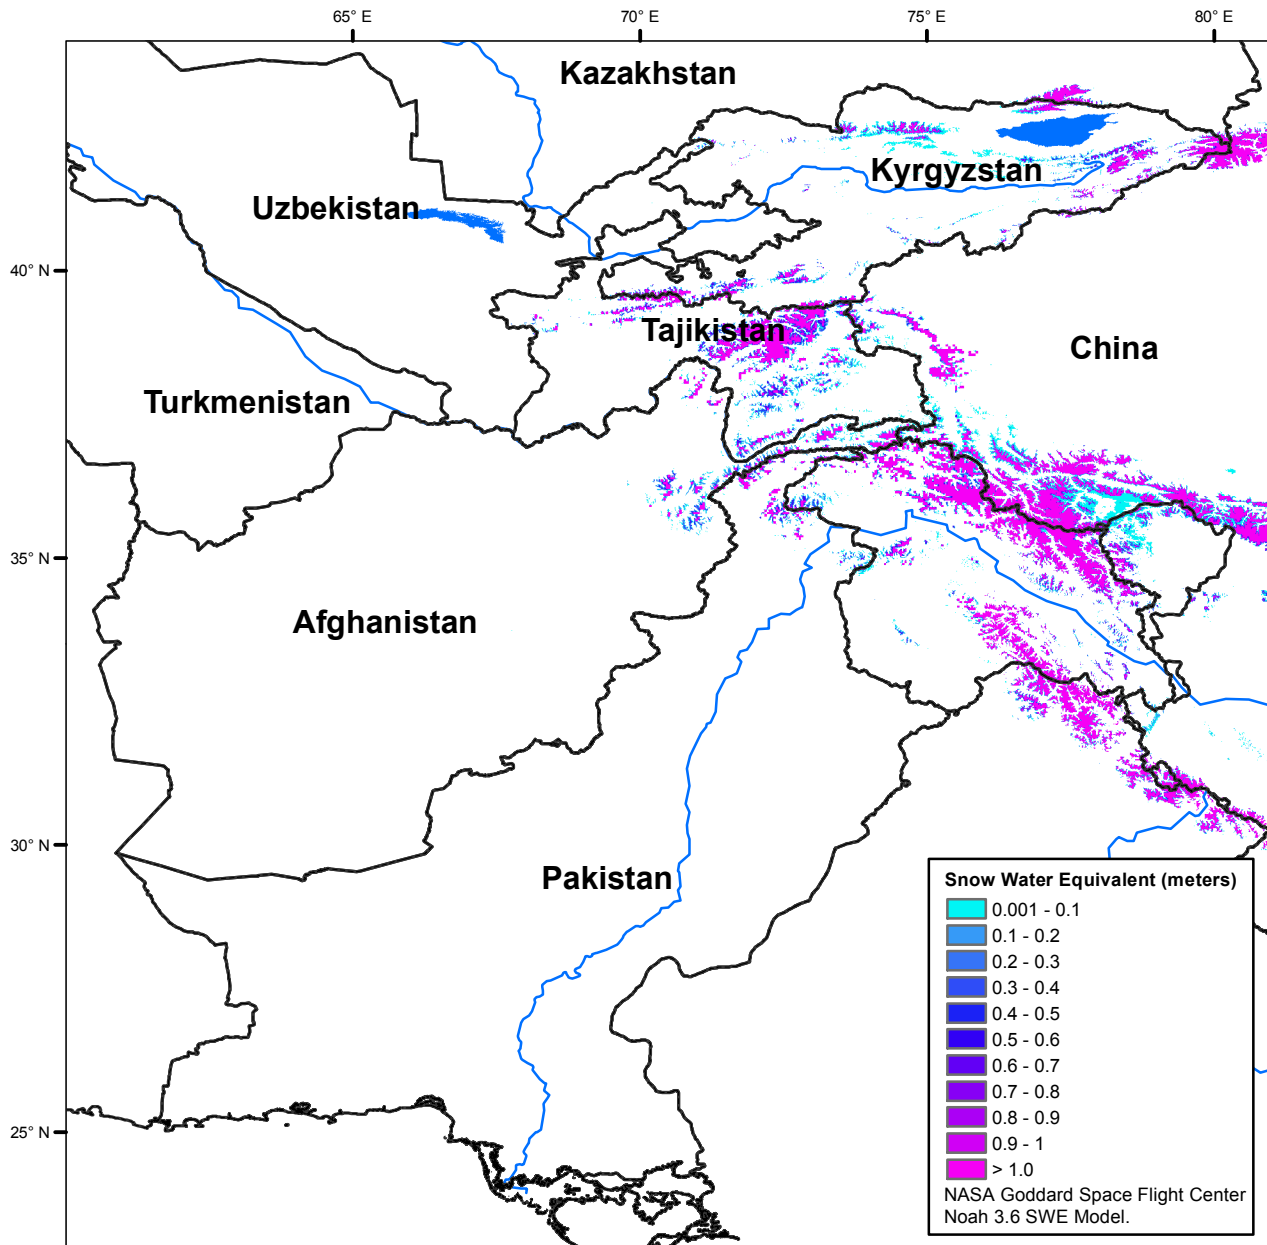 65° E
70° E
75° E
80° E
Kazakhstan
Kyrgyzstan
Uzbekistan
40° N
Tajikistan
China
Turkmenistan
35° N
Afghanistan
30° N
Pakistan
25° N
Snow Water Equivalent (meters)
0.001 - 0.1
0.1 - 0.2
0.2 - 0.3
0.3 - 0.4
0.4 - 0.5
0.5 - 0.6
0.6 - 0.7
0.7 - 0.8
0.8 - 0.9
0.9 - 1
> 1.0
NASA Goddard Space Flight Center
Noah 3.6 SWE Model.